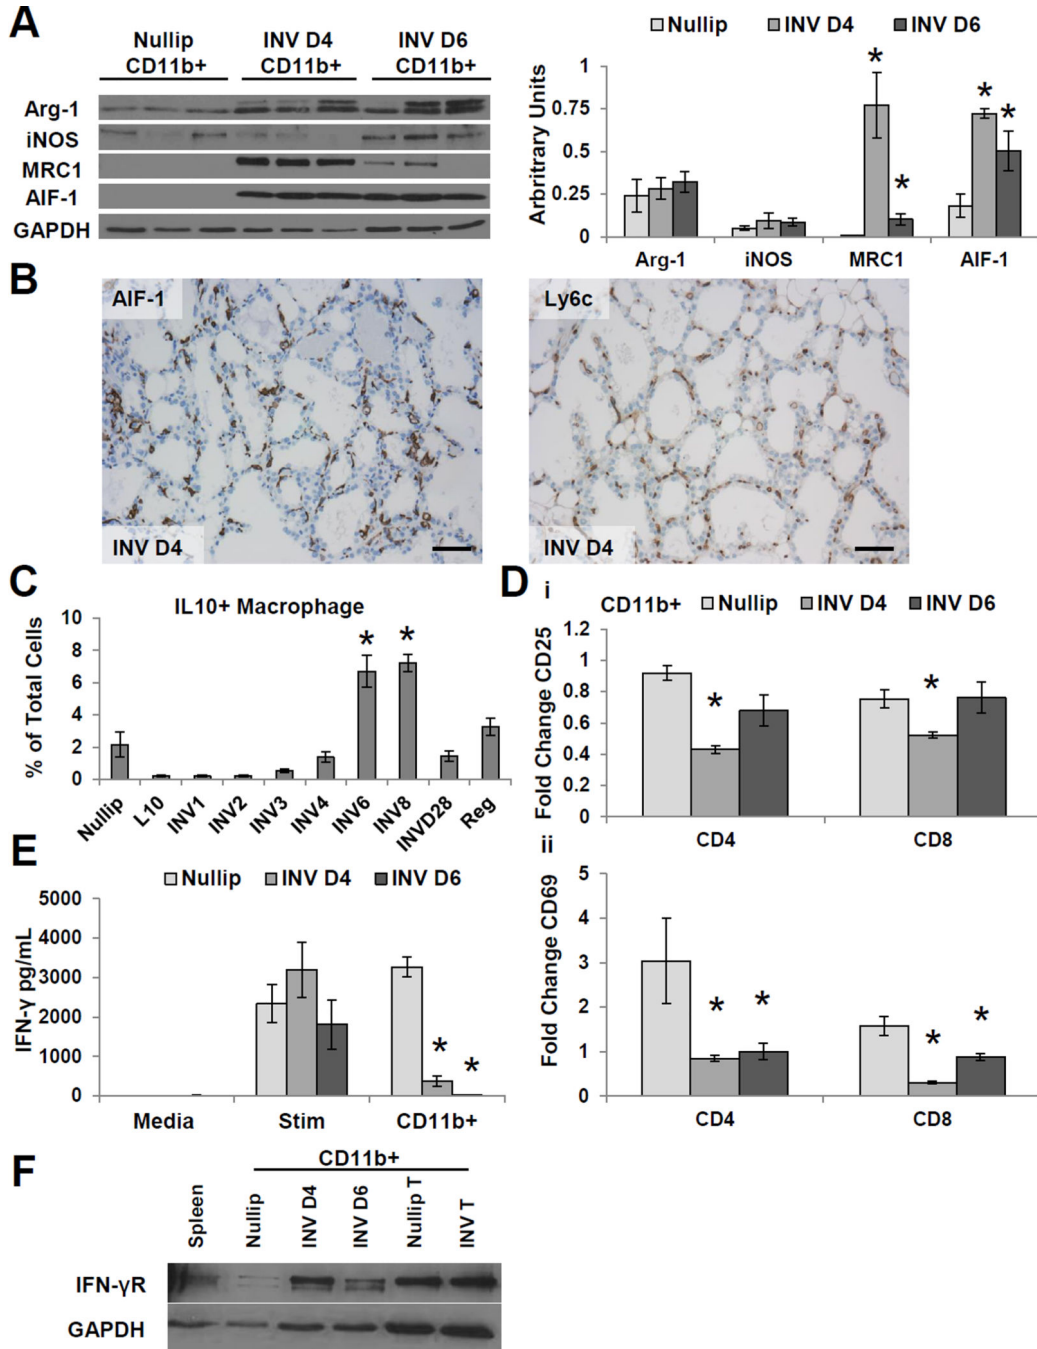 A
Nullip CD11b+
INV D4 CD11b+
INV D6 CD11b+
Arg-1
iNOS
MRC1
AIF-1
GAPDH
Nullip INV D4 INV D6
Arbritrary Units
1
0.75
0.5
0.25
0
Arg-1 iNOS MRC1 AIF-1
* * * *
B
AIF-1
INV D4
Ly6c
INV D4
C
IL10+ Macrophage
% of Total Cells
10
8
6
4
2
0
* *
Nullip L10 INV1 INV2 INV3 INV4 INV6 INV8 INVD28 Reg
D
i
CD11b+ Nullip INV D4 INV D6
Fold Change CD25
1.2
1
0.8
0.6
0.4
0.2
0
* *
CD4 CD8
ii
Fold Change CD69
5
4
3
2
1
0
* * * *
CD4 CD8
E
Nullip INV D4 INV D6
IFN-γ pg/mL
5000
4000
3000
2000
1000
0
* *
Media Stim CD11b+
F
CD11b+
Spleen Nullip INV D4 INV D6 Nullip T INV T
IFN-γR
GAPDH